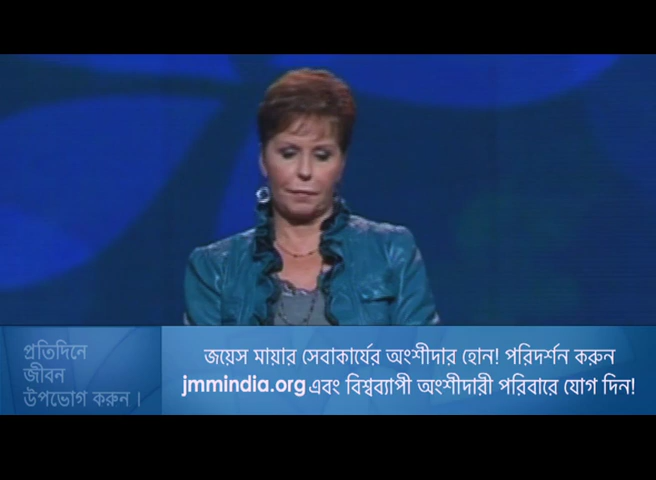 প্রতিদিনে
জীবন
উপভোগ করুন ।
জয়েস মায়ার সেবাকার্যের অংশীদার হোন! পরিদর্শন করুন
jmmindia.org এবং বিশ্বব্যাপী অংশীদারী পরিবারে যোগ দিন!